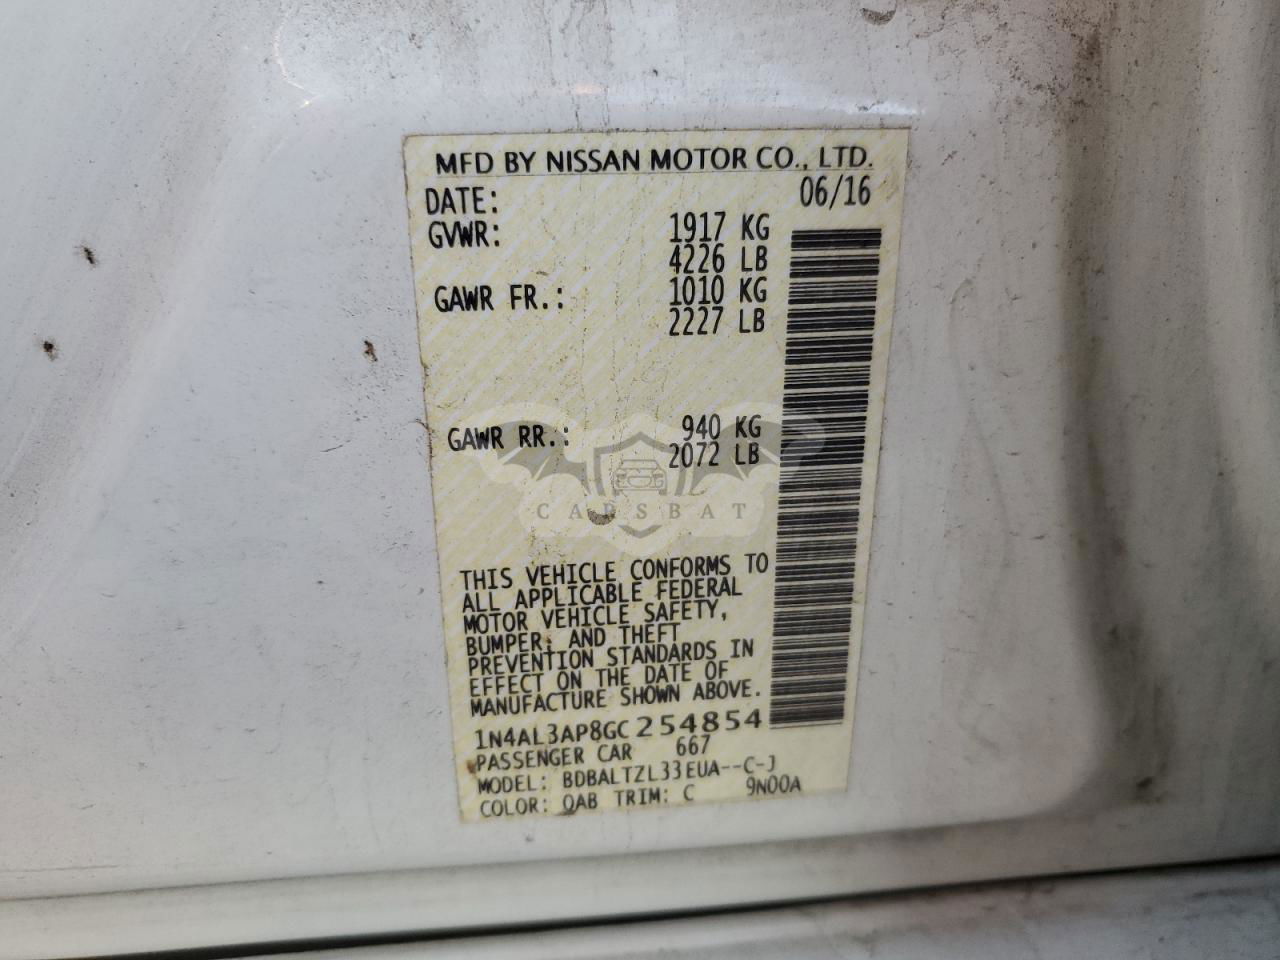 MFD BY NISSAN MOTOR CO., LTD.
DATE: 06/16
GVWR: 1917 KG
4226 LB
GAWR FR.: 1010 KG
2227 LB
GAWR RR.: 940 KG
2072 LB
CARSBAT
THIS VEHICLE CONFORMS TO
ALL APPLICABLE FEDERAL
MOTOR VEHICLE SAFETY,
BUMPER, AND THEFT
PREVENTION STANDARDS IN
EFFECT ON THE DATE OF
MANUFACTURE SHOWN ABOVE.
1N4AL3AP8GC254854
PASSENGER CAR 667
MODEL: BDBALTZL33EUA--C-J
COLOR: QAB TRIM: C 9N00A